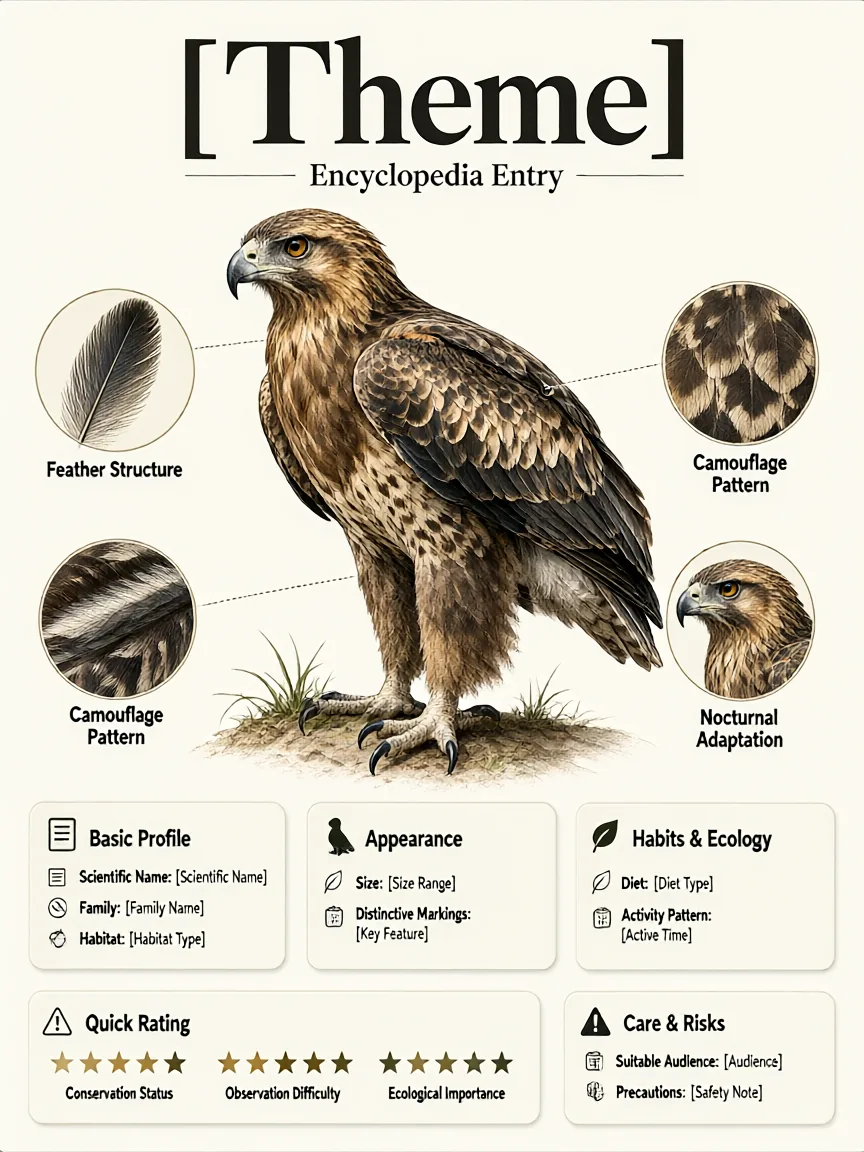 [Theme]
Encyclopedia Entry
Feather Structure
Camouflage
Pattern
Camouflage
Pattern
Nocturnal
Adaptation
Basic Profile
Scientific Name: [Scientific Name]
Family: [Family Name]
Habitat: [Habitat Type]
Appearance
Size: [Size Range]
Distinctive Markings:
[Key Feature]
Habits & Ecology
Diet: [Diet Type]
Activity Pattern:
[Active Time]
Quick Rating
Conservation Status
Observation Difficulty
Ecological Importance
Care & Risks
Suitable Audience: [Audience]
Precautions: [Safety Note]